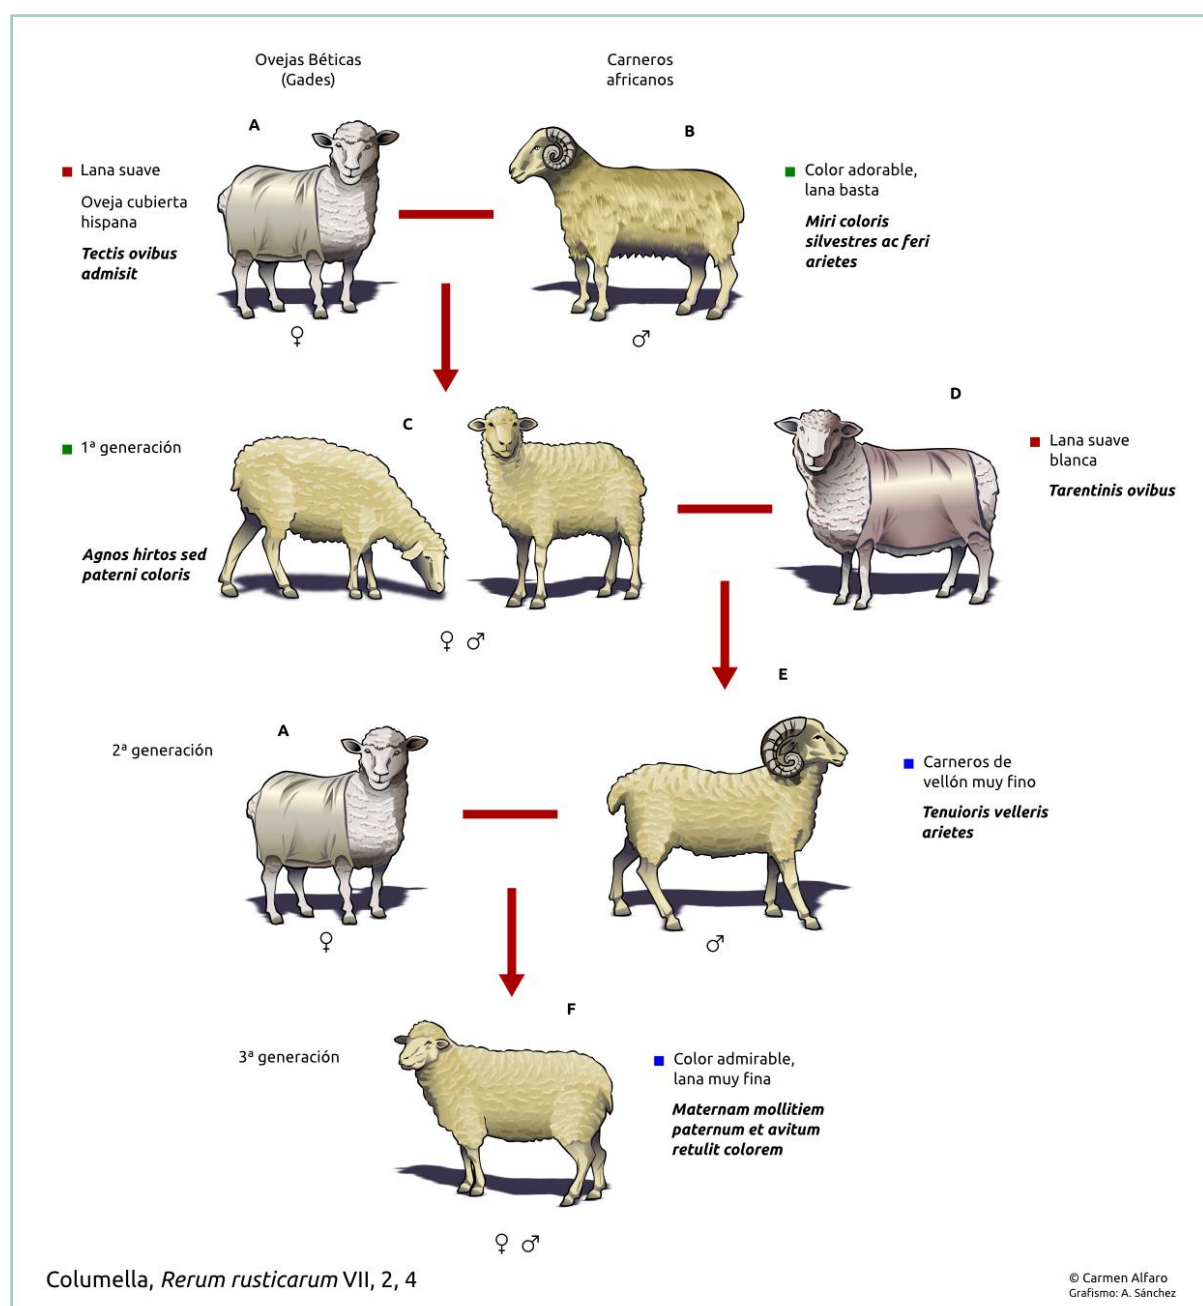 Ovejas Béticas
(Gades)
Carneros
africanos
A
B
Lana suave
Oveja cubierta
hispana
Tectis ovibus
admisit
Color adorable,
lana basta
Miri coloris
silvestres ac feri
arietes
♀
♂
C
D
1ª generación
Agnos hirtos sed
paterni coloris
Lana suave
blanca
Tarentinis ovibus
♀ ♂
E
2ª generación
A
Carneros de
vellón muy fino
Tenuioris velleris
arietes
♀
♂
F
3ª generación
Color admirable,
lana muy fina
Maternam mollitiem
paternum et avitum
retulit colorem
♀ ♂
Columella, Rerum rusticarum VII, 2, 4
© Carmen Alfaro
Grafismo: A. Sánchez